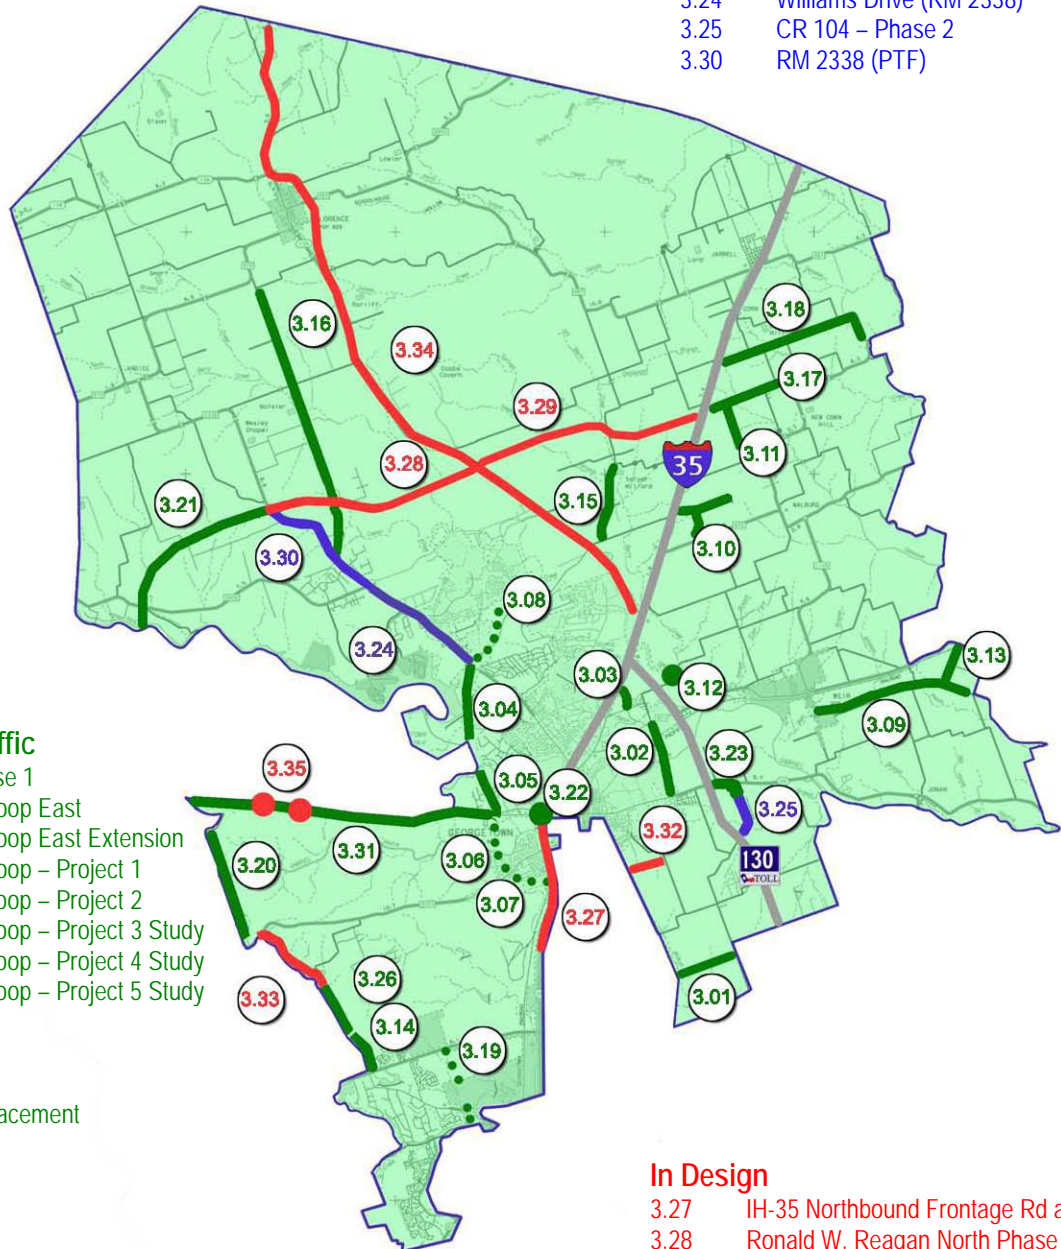 3.24 Williams Drive (RM 2338)
3.25 CR 104 – Phase 2
3.30 RM 2338 (PTF)
3.16
3.34
3.18
3.17
3.29
3.28
35
3.11
3.21
3.15
3.10
3.30
3.08
3.24
3.03
3.12
3.13
3.04
3.09
3.02
3.23
ffic
se 1
oop East
oop East Extension
oop – Project 1
oop – Project 2
oop – Project 3 Study
oop – Project 4 Study
oop – Project 5 Study
acement
3.35
3.05
3.22
3.25
3.32
GEORGETOWN
3.31
3.06
130
TOLL
3.20
3.07
3.27
3.26
3.33
3.01
3.14
3.19
JARRELL
WEIR
JONAH
WALBURG
In Design
3.27 IH-35 Northbound Frontage Rd a
3.28 Ronald W. Reagan North Phase